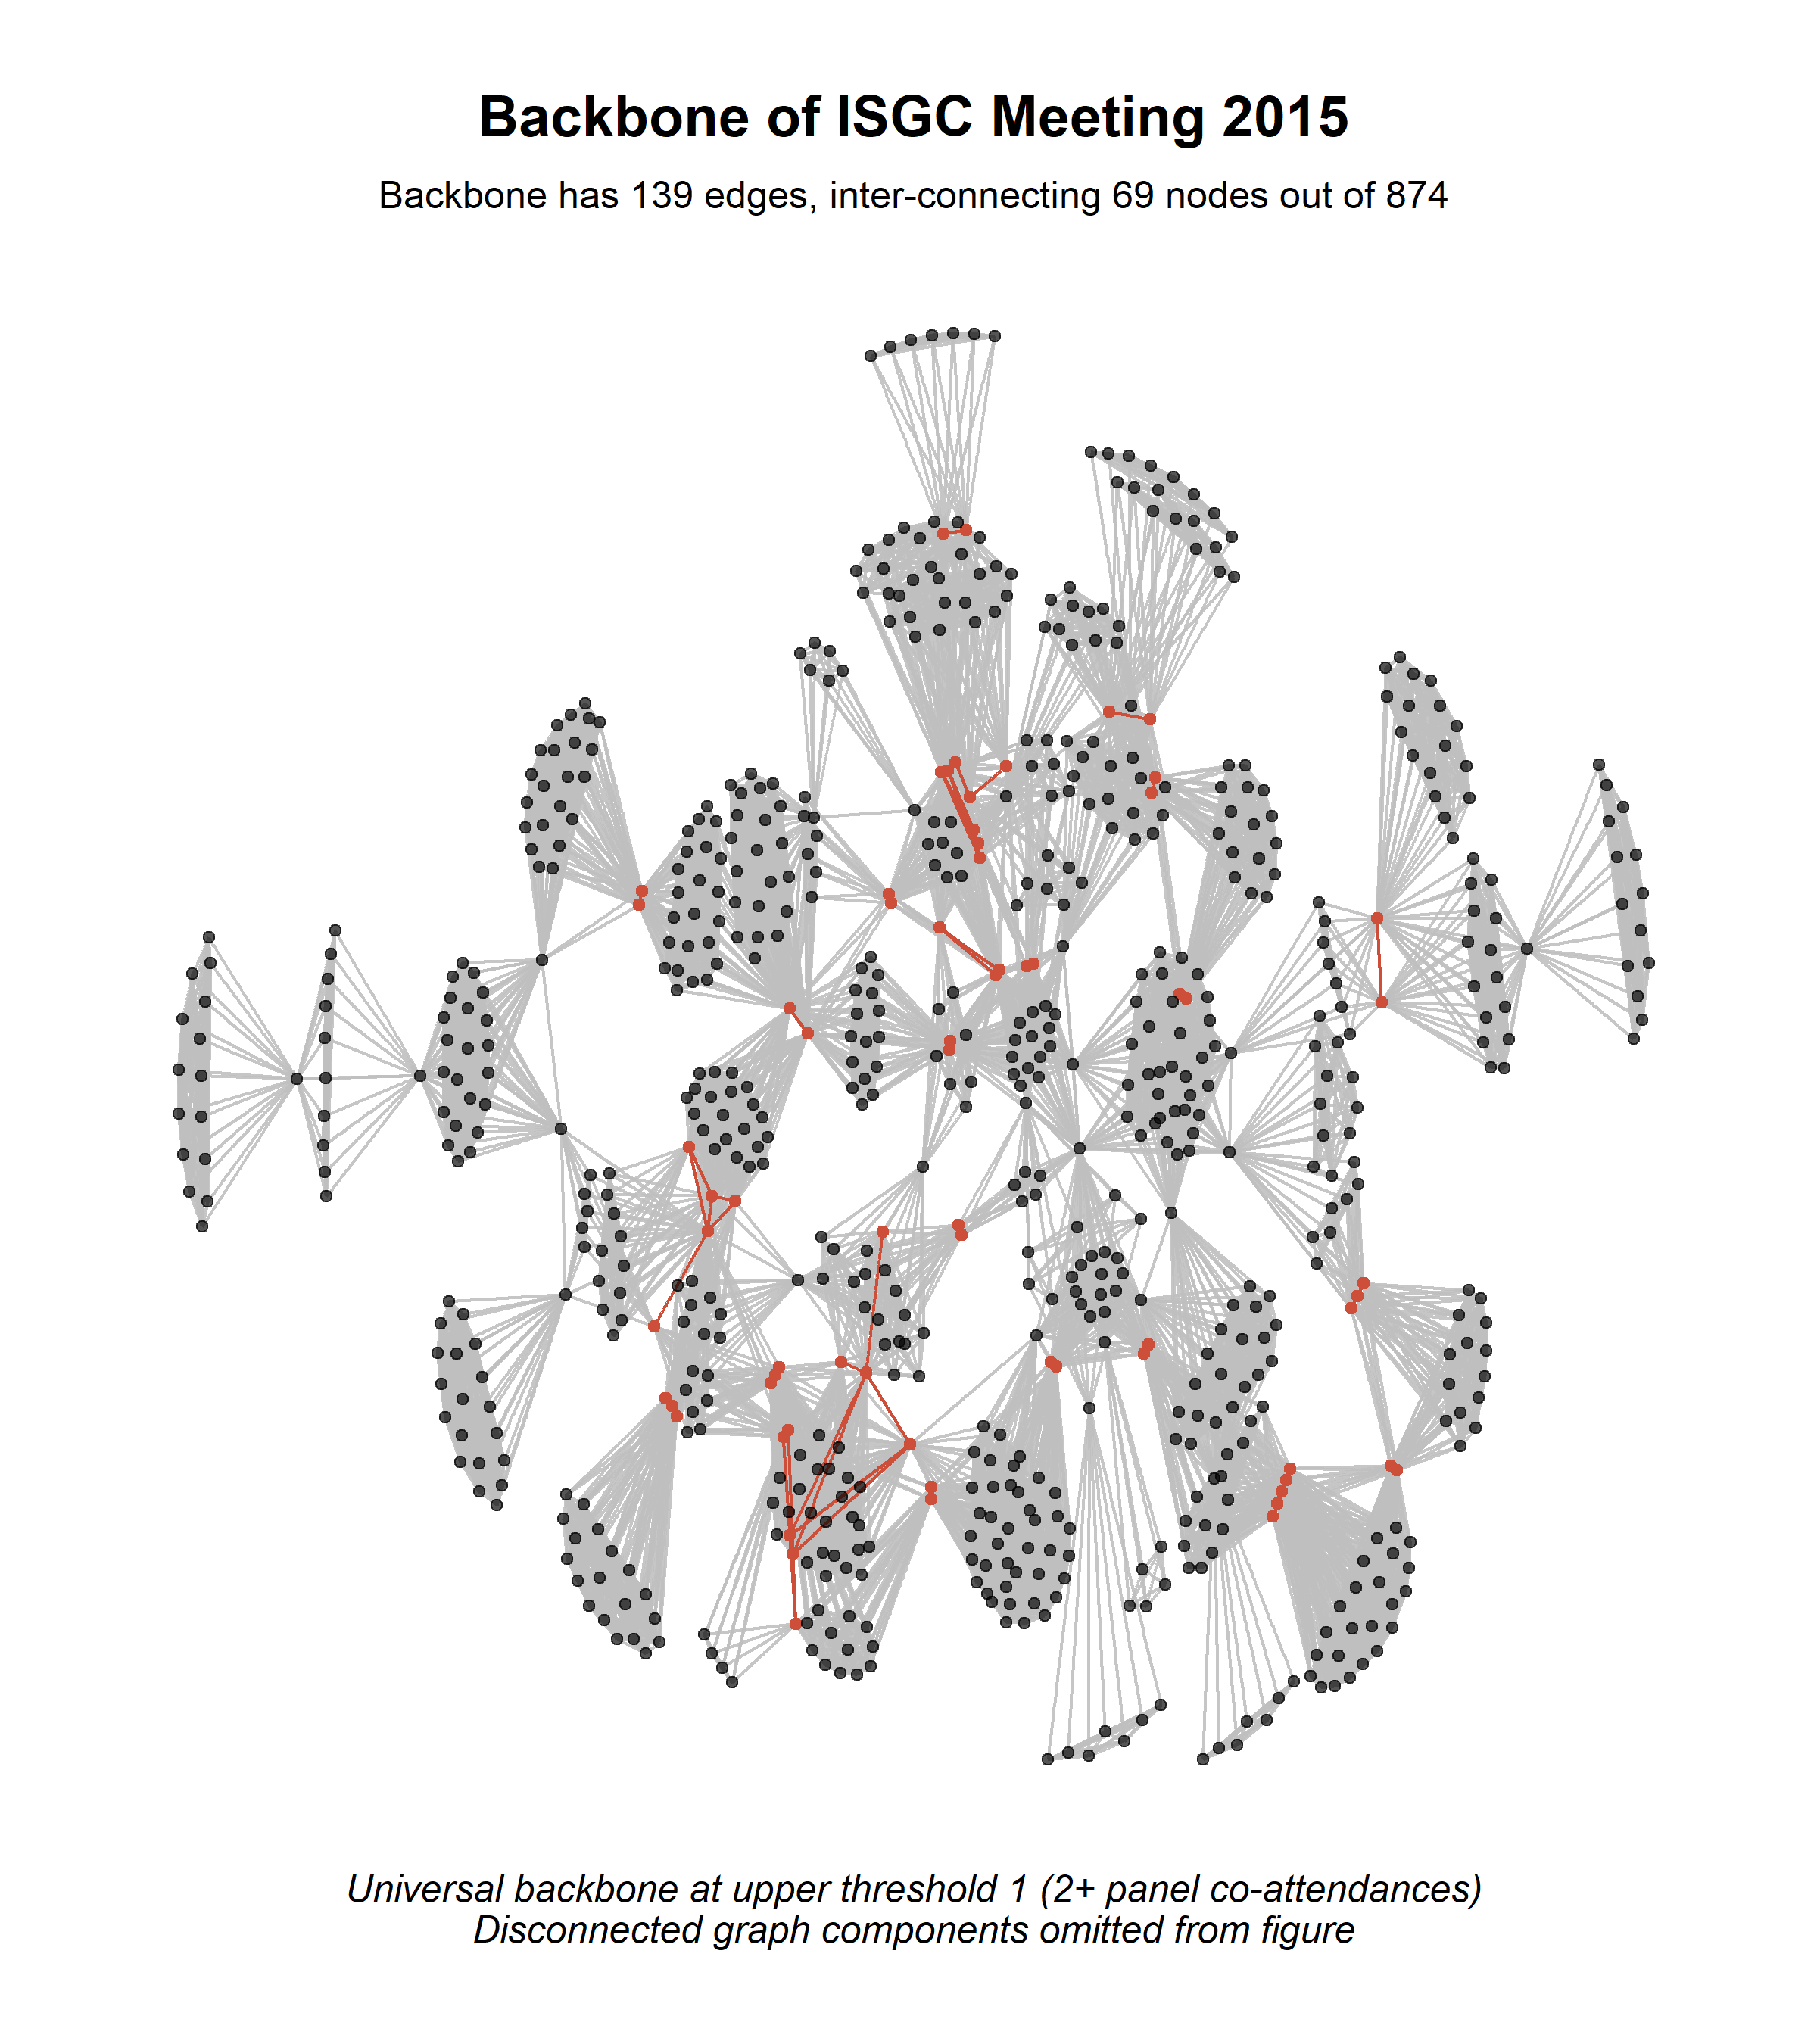 Backbone of ISGC Meeting 2015
Backbone has 139 edges, inter-connecting 69 nodes out of 874
Universal backbone at upper threshold 1 (2+ panel co-attendances)
Disconnected graph components omitted from figure